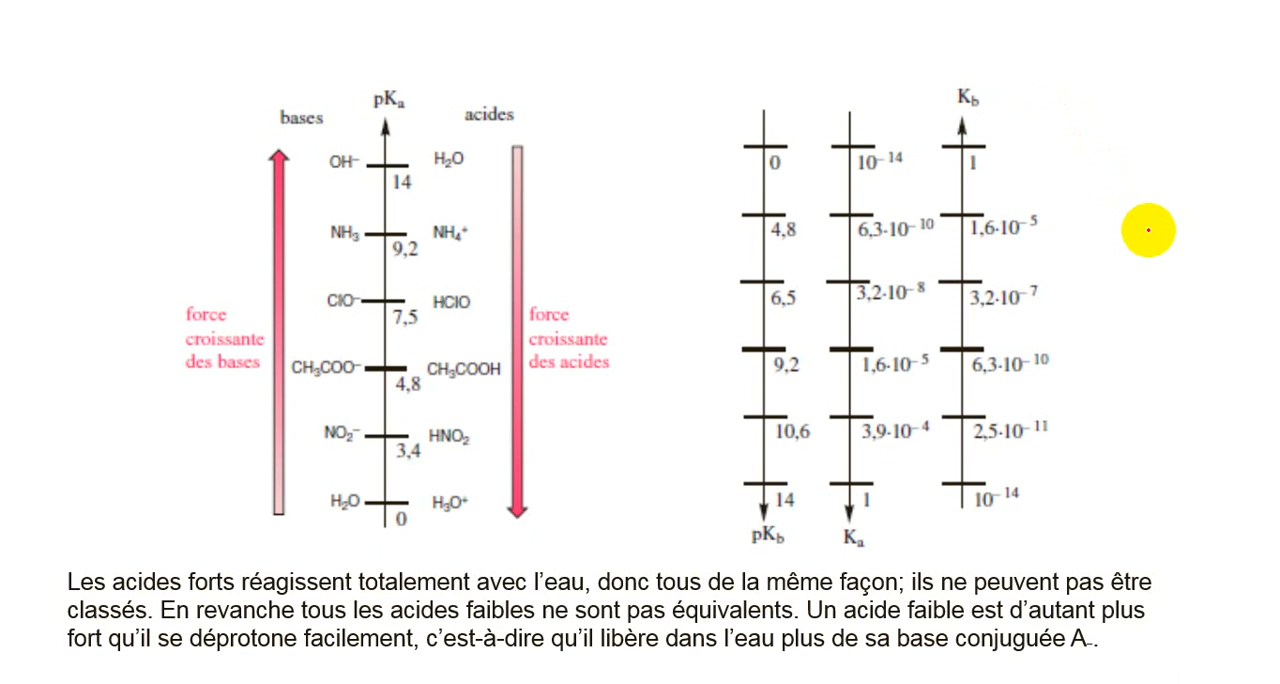 pKₐ
bases
acides
OH⁻ H₂O
14
NH₃ NH₄⁺
9,2
ClO⁻ HClO
7,5
CH₃COO⁻ CH₃COOH
4,8
NO₂⁻ HNO₂
3,4
H₂O H₃O⁺
0
force
croissante
des bases
force
croissante
des acides
K_b
0 10⁻¹⁴ 1
4,8 6,3·10⁻¹⁰ 1,6·10⁻⁵
6,5 3,2·10⁻⁸ 3,2·10⁻⁷
9,2 1,6·10⁻⁵ 6,3·10⁻¹⁰
10,6 3,9·10⁻⁴ 2,5·10⁻¹¹
14 1 10⁻¹⁴
pK_b Kₐ
Les acides forts réagissent totalement avec l’eau, donc tous de la même façon; ils ne peuvent pas être
classés. En revanche tous les acides faibles ne sont pas équivalents. Un acide faible est d’autant plus
fort qu’il se déprotone facilement, c’est-à-dire qu’il libère dans l’eau plus de sa base conjuguée A-.